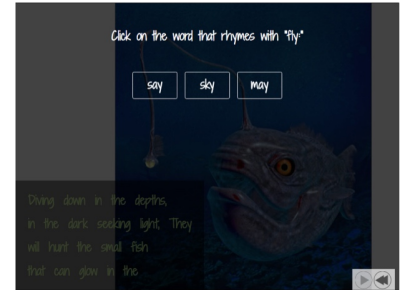 Click on the word that rhymes with "fly:"
say sky may
Diving down in the depths,
in the dark seeking light, They
will hunt the small fish
that can glow in the